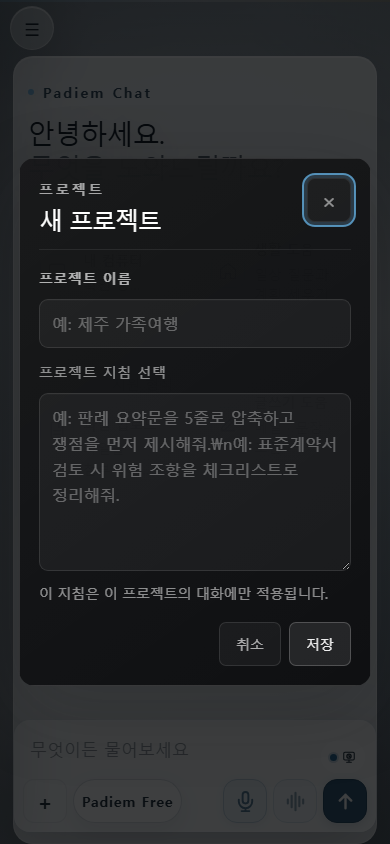 Padiem Chat
안녕하세요.
프로젝트
새 프로젝트
프로젝트 이름
예: 제주 가족여행
프로젝트 지침 선택
예: 판례 요약문을 5줄로 압축하고
쟁점을 먼저 제시해줘.₩n예: 표준계약서
검토 시 위험 조항을 체크리스트로
정리해줘.
이 지침은 이 프로젝트의 대화에만 적용됩니다.
취소
저장
무엇이든 물어보세요
Padiem Free